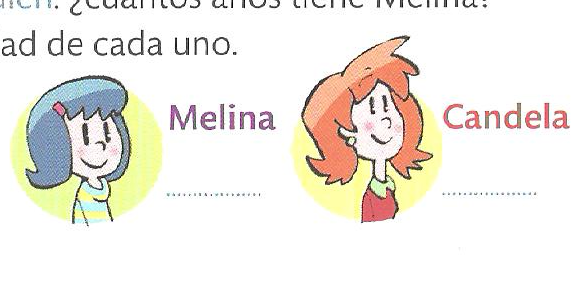 ¿cuántos años tiene Melina?
ad de cada uno.
Melina
Candela